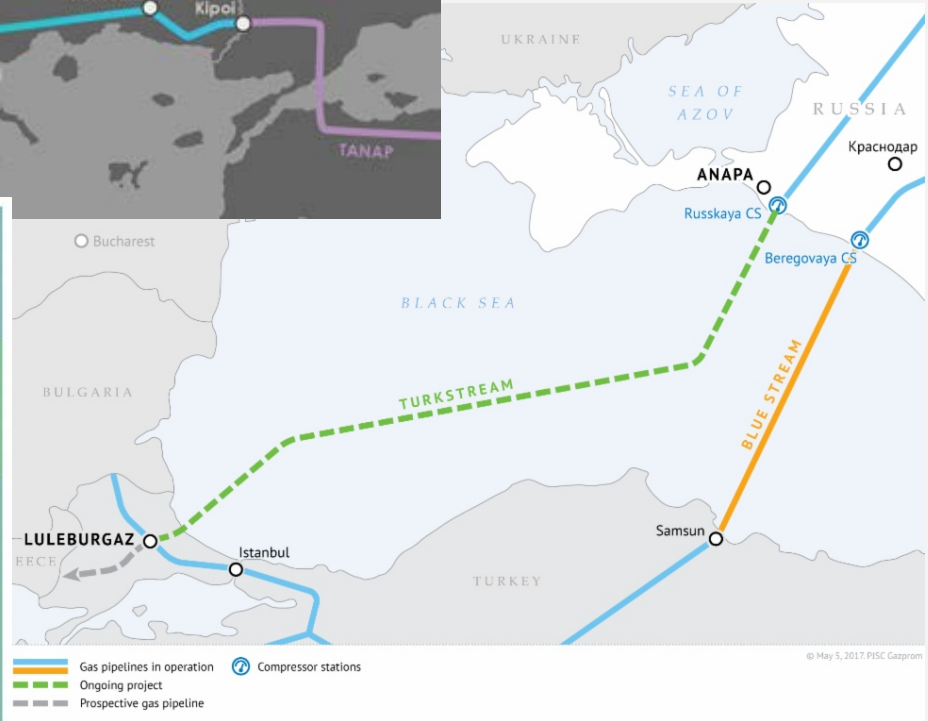 Kipoi
TANAP
UKRAINE
SEA OF
AZOV
RUSSIA
Краснодар
ANAPA
Russkaya CS
Beregovaya CS
Bucharest
BLACK SEA
BULGARIA
TURKSTREAM
BLUE STREAM
LULEBURGAZ
EECE
Istanbul
Samsun
TURKEY
© May 5, 2017. PJSC Gazprom
Gas pipelines in operation
Compressor stations
Ongoing project
Prospective gas pipeline